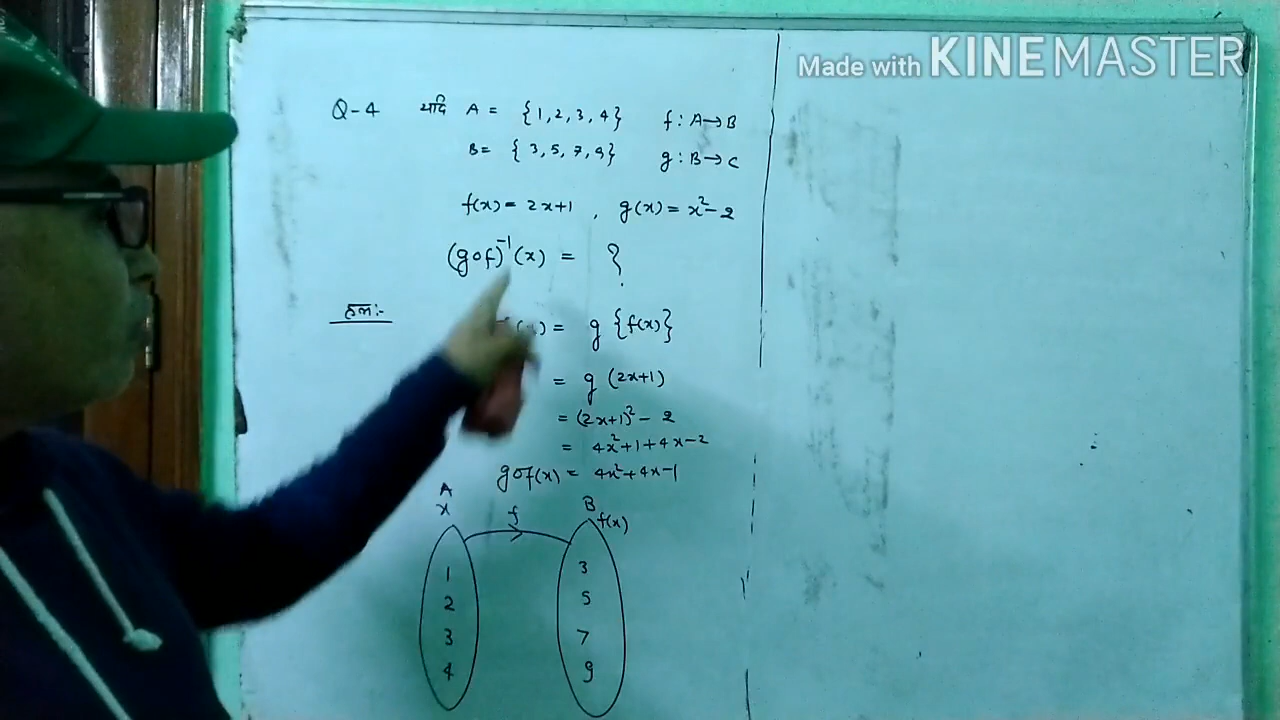 Made with KINEMASTER
Q-4 यदि A = {1, 2, 3, 4} f : A→B
B = {3, 5, 7, 9} g : B→C
f(x) = 2x+1 , g(x) = x²-2
(gof)⁻¹(x) = ?
हल:-
= g {f(x)}
= g (2x+1)
= (2x+1)² - 2
= 4x²+1+4x-2
gof(x) = 4x²+4x-1
A B
x f f(x)
1 3
2 5
3 7
4 9